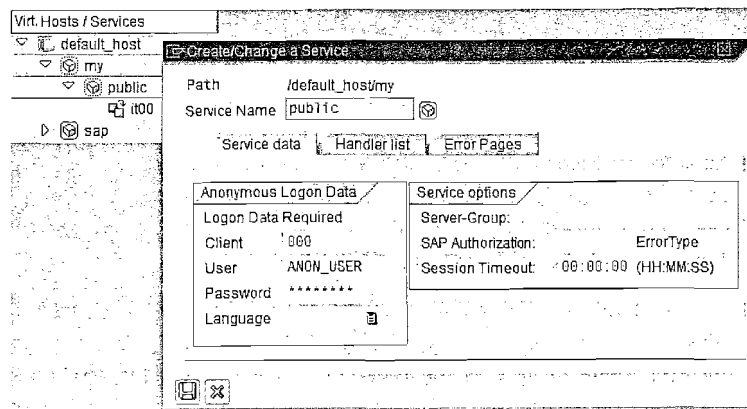 Virt. Hosts / Services
default_host
my
public
it00
sap
Create/Change a Service
Path /default_host/my
Service Name public
Service data Handler list Error Pages
Anonymous Logon Data
Logon Data Required
Client 000
User ANON_USER
Password ********
Language
Service options
Server-Group:
SAP Authorization: ErrorType
Session Timeout: 00:00:00 (HH:MM:SS)